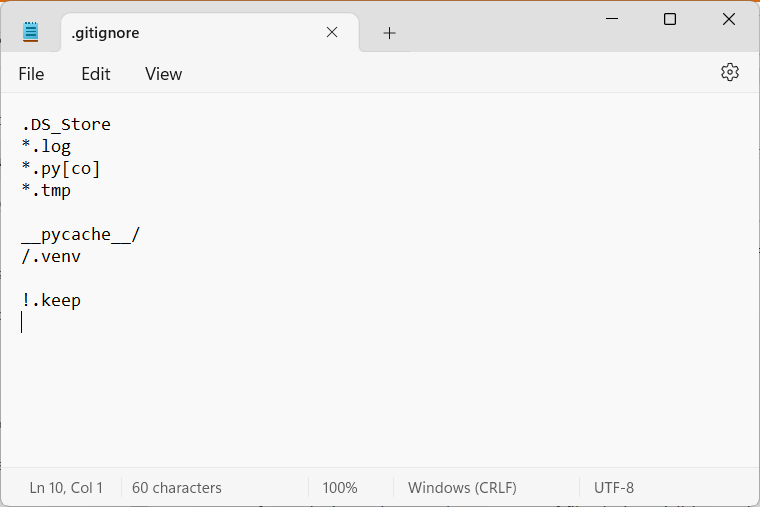 .gitignore
File Edit View
.DS_Store
*.log
*.py[co]
*.tmp
__pycache__/
/.venv
!.keep
Ln 10, Col 1 60 characters 100% Windows (CRLF) UTF-8